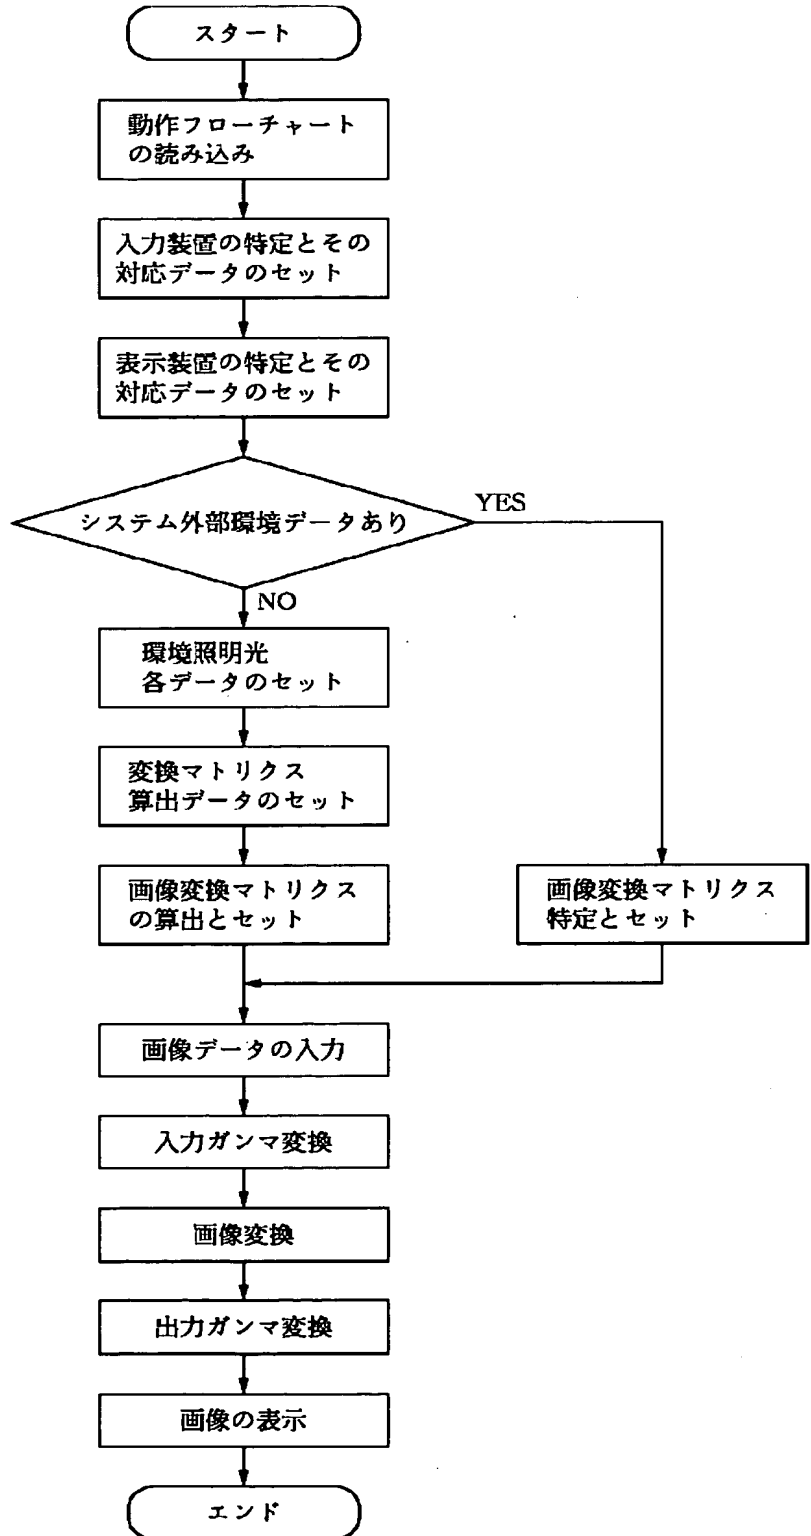 スタート
動作フローチャート
の読み込み
入力装置の特定とその
対応データのセット
表示装置の特定とその
対応データのセット
システム外部環境データあり
YES
NO
環境照明光
各データのセット
変換マトリクス
算出データのセット
画像変換マトリクス
の算出とセット
画像変換マトリクス
特定とセット
画像データの入力
入力ガンマ変換
画像変換
出力ガンマ変換
画像の表示
エンド